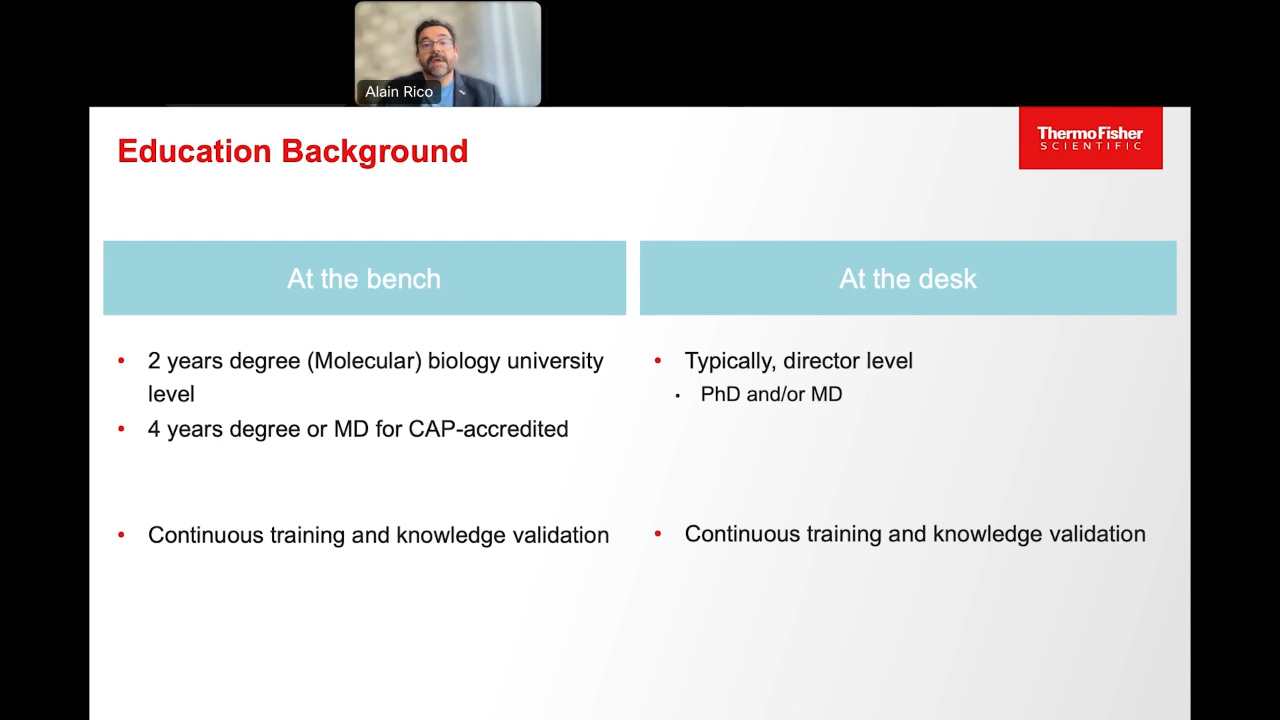 Alain Rico
Education Background
ThermoFisher
SCIENTIFIC
At the bench
At the desk
• 2 years degree (Molecular) biology university
level
• 4 years degree or MD for CAP-accredited
• Continuous training and knowledge validation
• Typically, director level
• PhD and/or MD
• Continuous training and knowledge validation